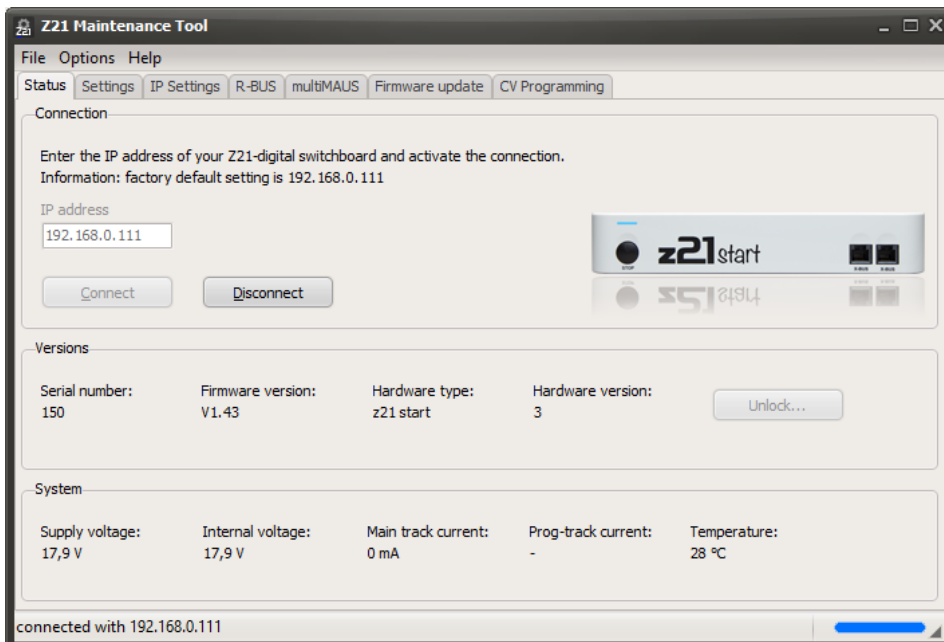 Z21 Maintenance Tool
File Options Help
Status Settings IP Settings R-BUS multiMAUS Firmware update CV Programming
Connection
Enter the IP address of your Z21-digital switchboard and activate the connection.
Information: factory default setting is 192.168.0.111
IP address
192.168.0.111
Connect Disconnect
STOP
z21start
R-BUS X-BUS
Versions
Serial number: Firmware version: Hardware type: Hardware version:
150 V1.43 z21 start 3
Unlock...
System
Supply voltage: Internal voltage: Main track current: Prog-track current: Temperature:
17,9 V 17,9 V 0 mA - 28 °C
connected with 192.168.0.111